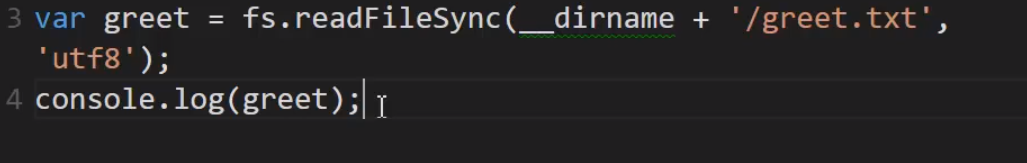 3 var greet = fs.readFileSync(__dirname + '/greet.txt',
'utf8');
4 console.log(greet);